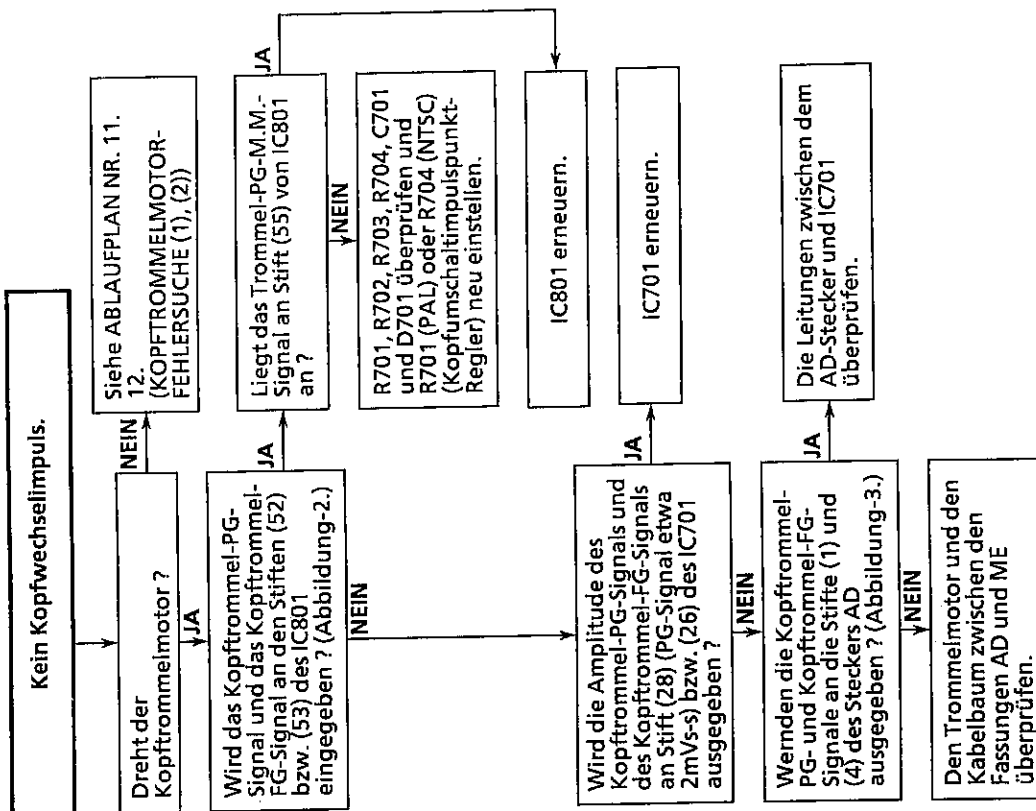 Kein Kopfwechselimpuls.
Dreht der
Kopftrommelmotor ?
NEIN
Siehe ABLAUFPLAN NR. 11.
12.
(KOPFTROMMELMOTOR-
FEHLERSUCHE (1), (2))
JA
Wird das Kopftrommel-PG-
Signal und das Kopftrommel-
FG-Signal an den Stiften (52)
bzw. (53) des IC801
eingegeben ? (Abbildung-2.)
JA
Liegt das Trommel-PG-M.M.-
Signal an Stift (55) von IC801
an ?
JA
NEIN
R701, R702, R703, R704, C701
und D701 überprüfen und
R701 (PAL) oder R704 (NTSC)
(Kopfumschaltimpulspunkt-
Regler) neu einstellen.
IC801 erneuern.
NEIN
Wird die Amplitude des
Kopftrommel-PG-Signals und
des Kopftrommel-FG-Signals
an Stift (28) (PG-Signal etwa
2mVs-s) bzw. (26) des IC701
ausgegeben ?
JA
IC701 erneuern.
NEIN
Wernden die Kopftrommel-
PG- und Kopftrommel-FG-
Signale an die Stifte (1) und
(4) des Steckers AD
ausgegeben ? (Abbildung-3.)
JA
Die Leitungen zwischen dem
AD-Stecker und IC701
überprüfen.
NEIN
Den Trommelmotor und den
Kabelbaum zwischen den
Fassungen AD und ME
überprüfen.